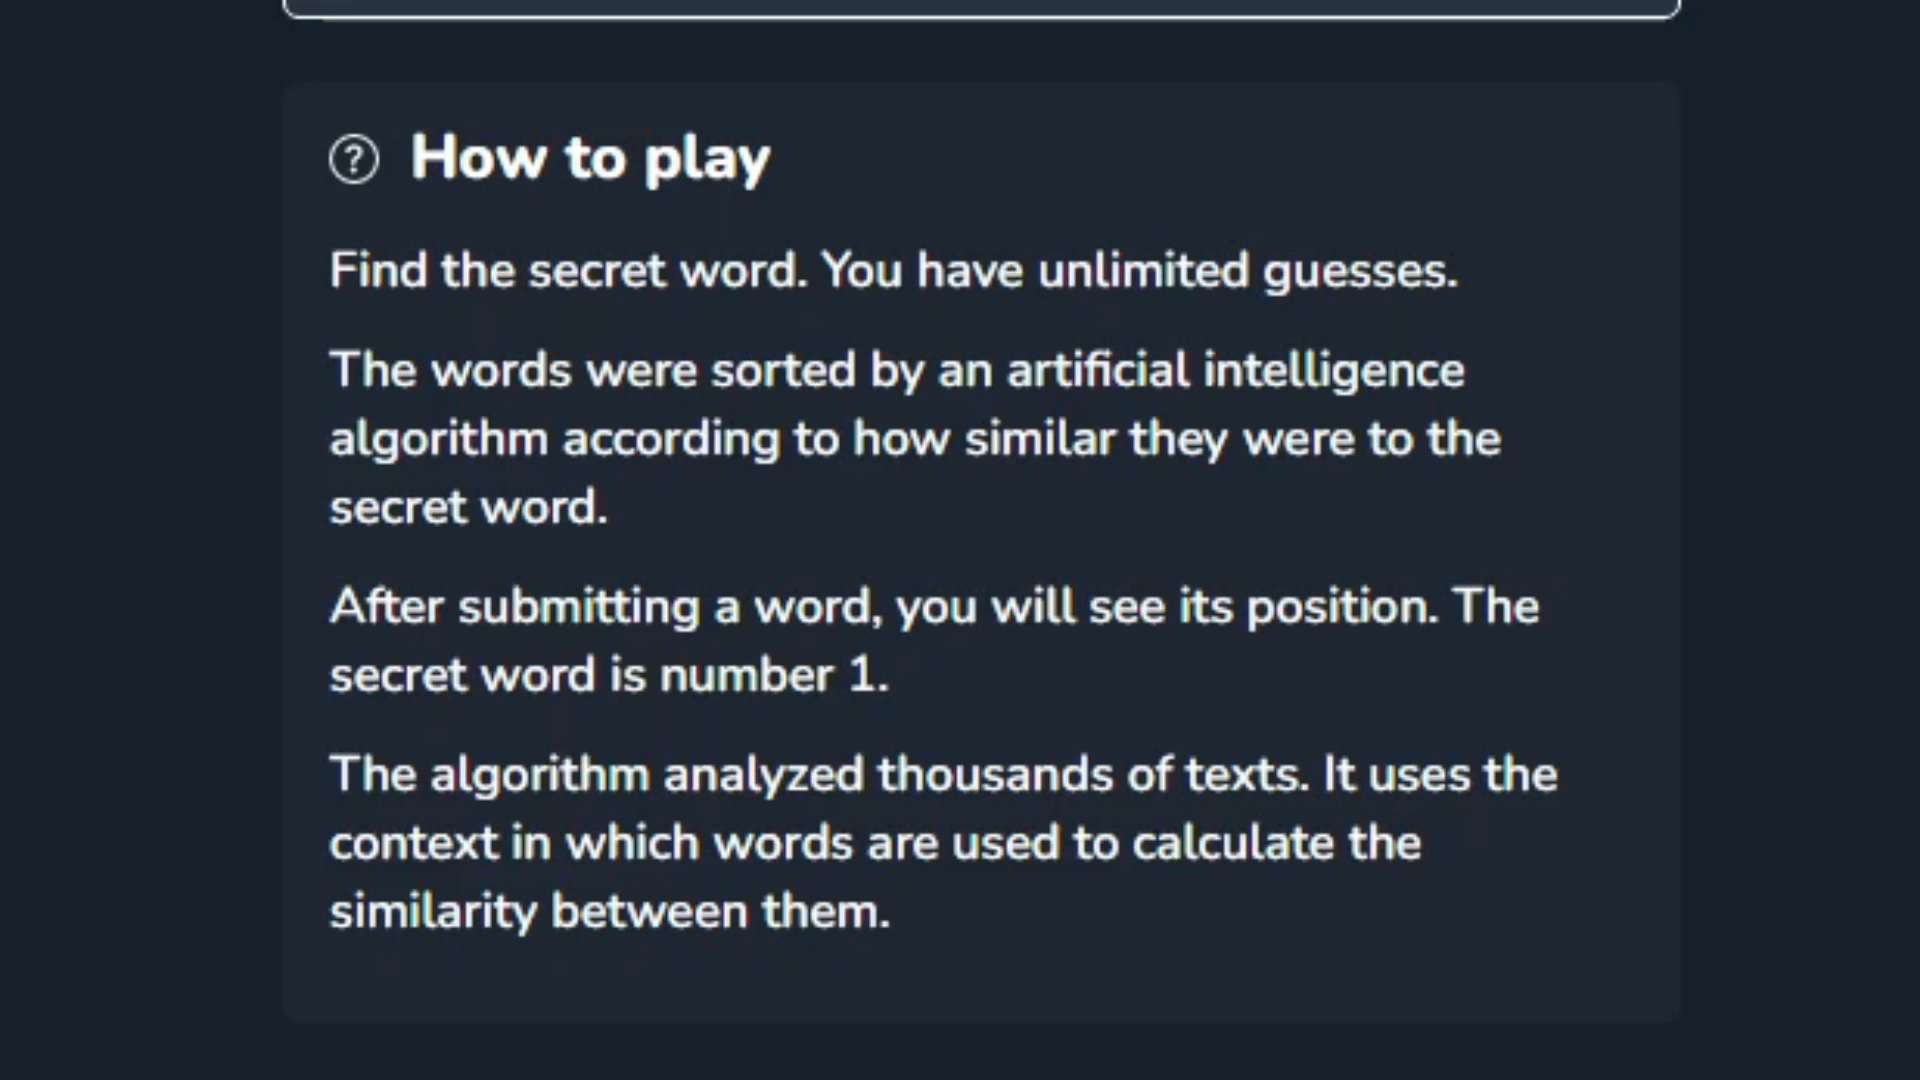 How to play
Find the secret word. You have unlimited guesses.
The words were sorted by an artificial intelligence
algorithm according to how similar they were to the
secret word.
After submitting a word, you will see its position. The
secret word is number 1.
The algorithm analyzed thousands of texts. It uses the
context in which words are used to calculate the
similarity between them.